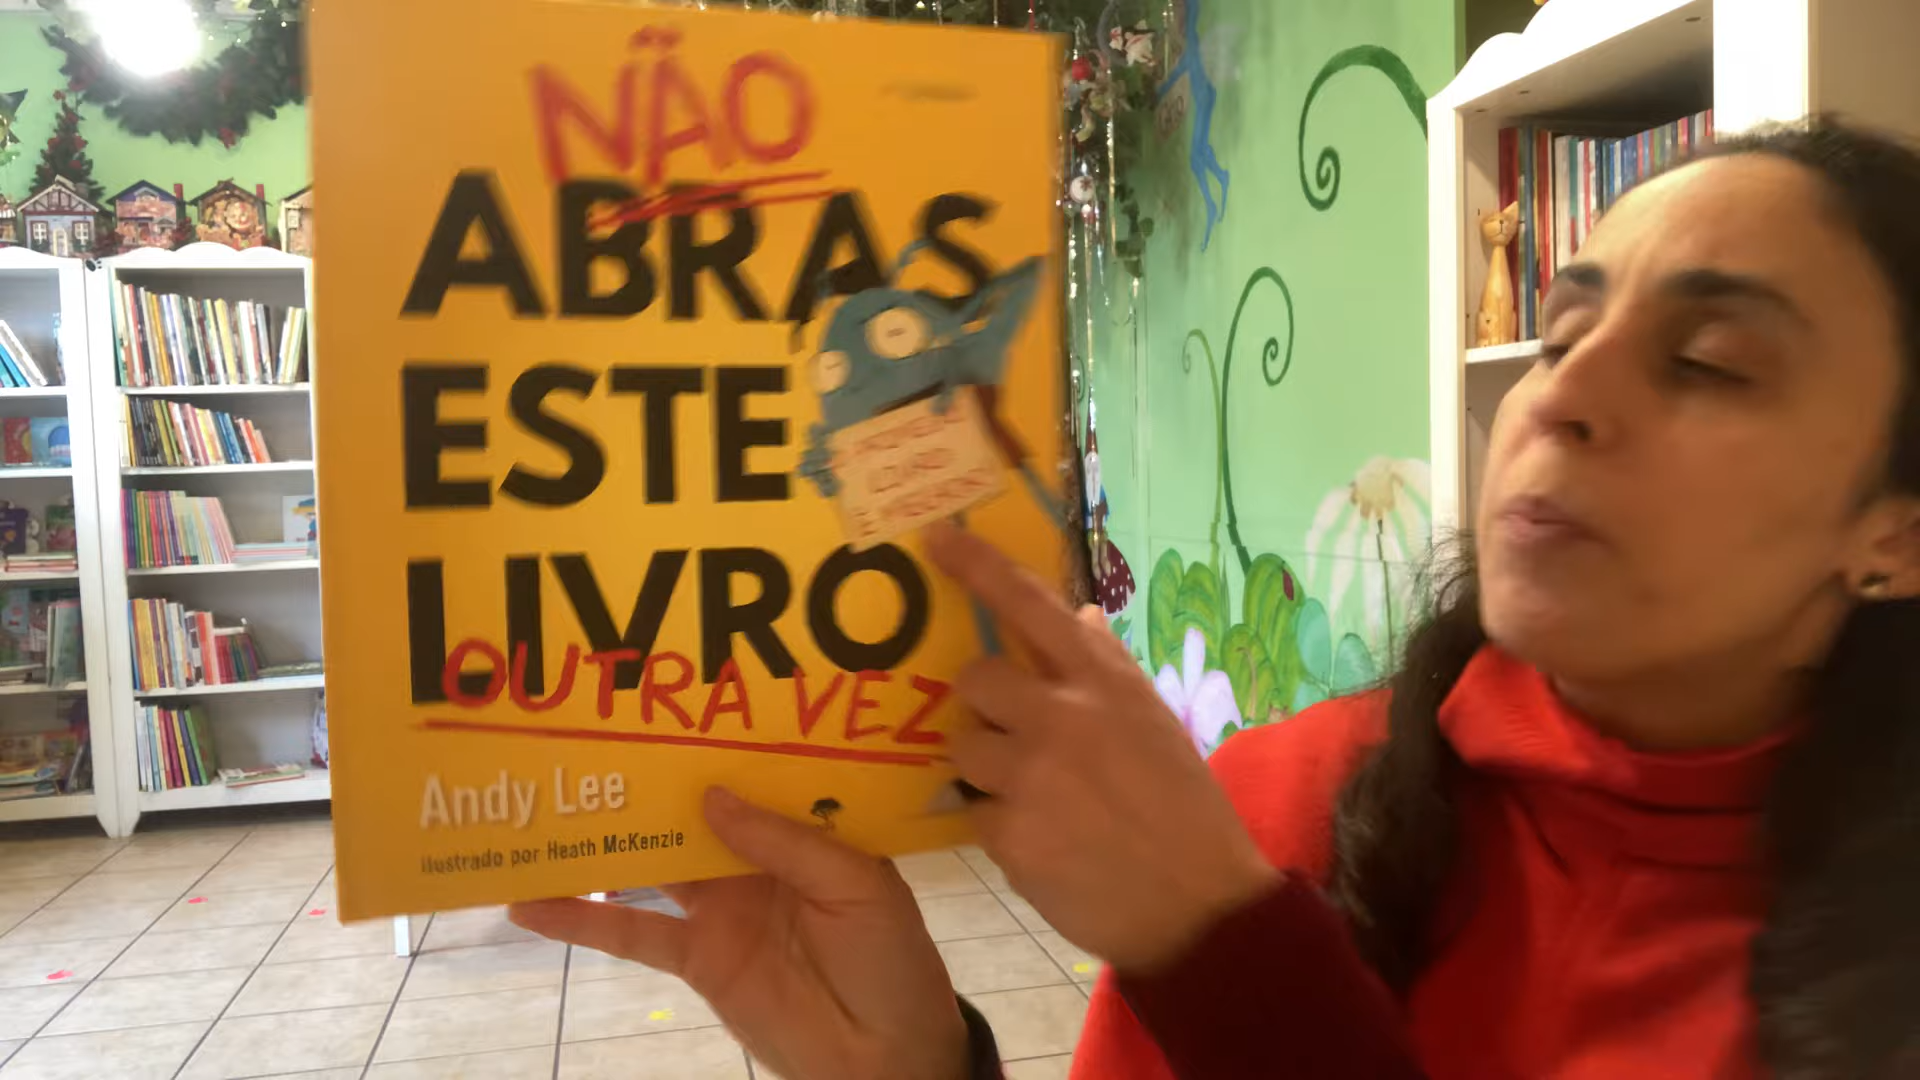 NÃO
ABRAS
ESTE
LIVRO
OUTRA VEZ
Andy Lee
ilustrado por Heath McKenzie